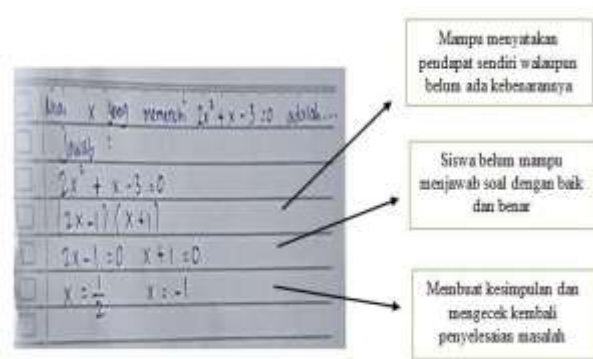 Nilai x yang memenuhi 2x² + x - 3 = 0 adalah...
Jawab :
2x² + x - 3 = 0
(2x - 1) (x + 1)
2x - 1 = 0 x + 1 = 0
x = 1/2 x = -1
Mampu menyatakan
pendapat sendiri walaupun
belum ada kebenarannya
Siswa belum mampu
menjawab soal dengan baik
dan benar
Membuat kesimpulan dan
mengecek kembali
penyelesaian masalah